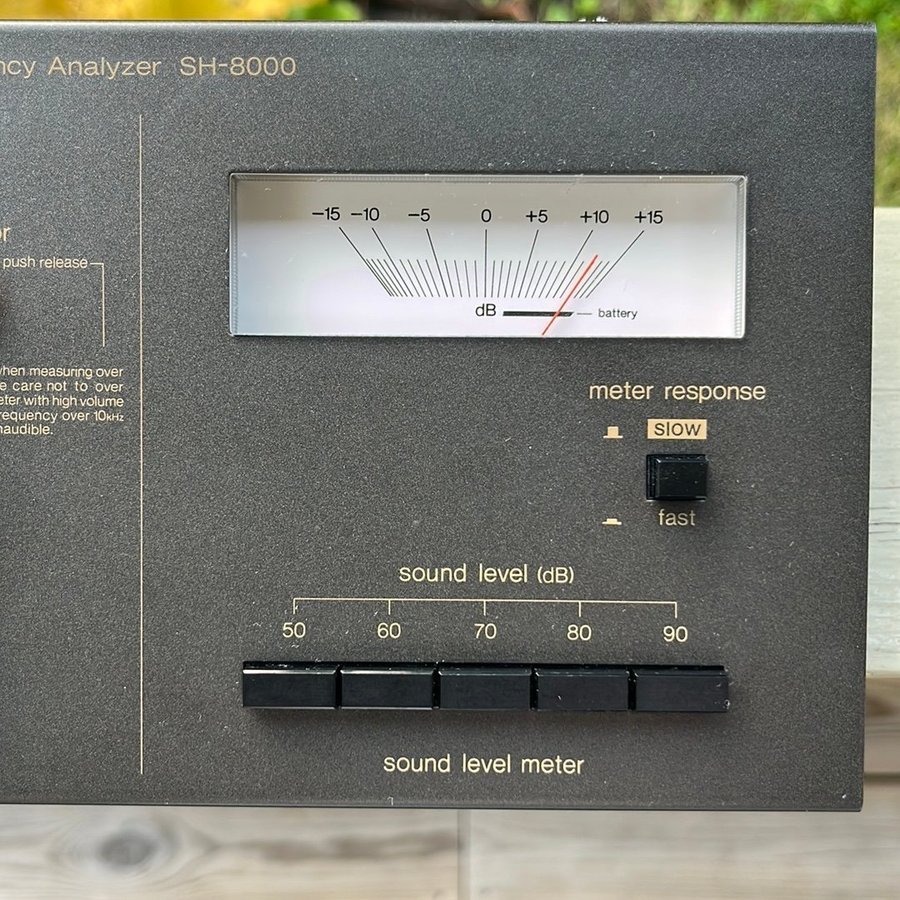 ncy Analyzer SH-8000
or
push release
−15 −10 −5 0 +5 +10 +15
dB battery
when measuring over
e care not to over
eter with high volume
requency over 10kHz
naudible.
meter response
slow
fast
sound level (dB)
50 60 70 80 90
sound level meter